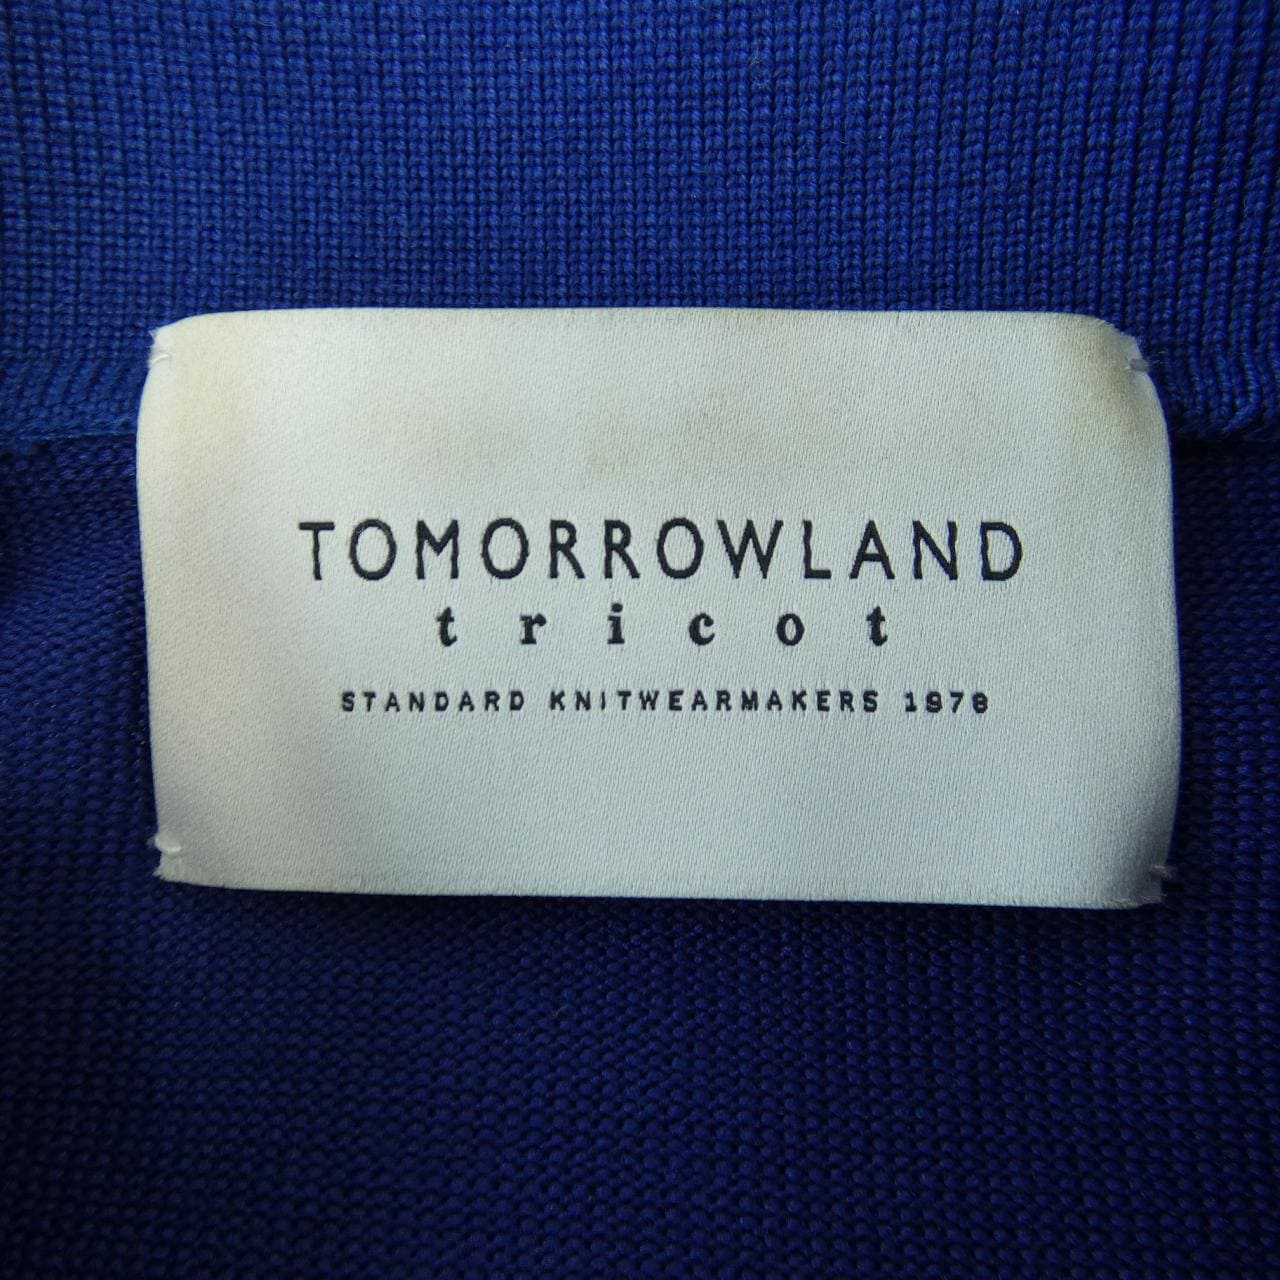 TOMORROWLAND
tricot
STANDARD KNITWEARMAKERS 1978